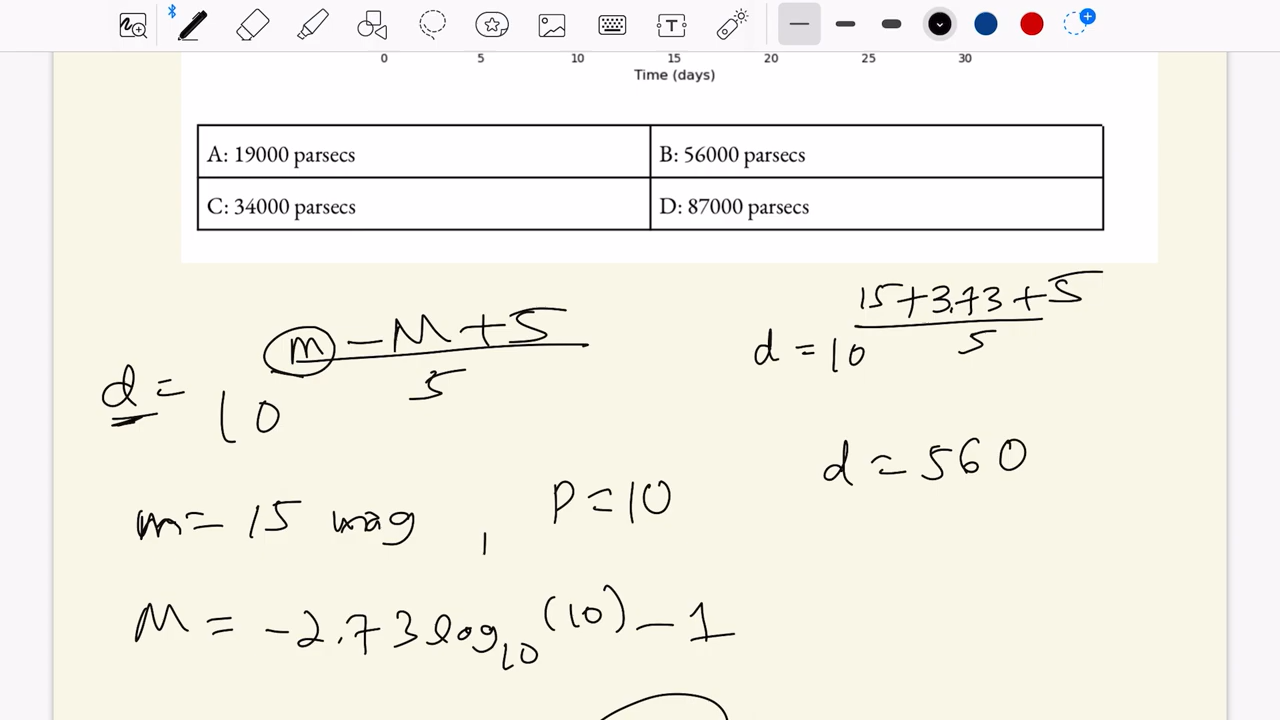 0 5 10 15 20 25 30
Time (days)
A: 19000 parsecs B: 56000 parsecs
C: 34000 parsecs D: 87000 parsecs
d = 10
m - M + 5
5
d = 10
15+3.73+5
5
d = 560
m = 15 mag , P = 10
M = -2.73 log10 (10) - 1